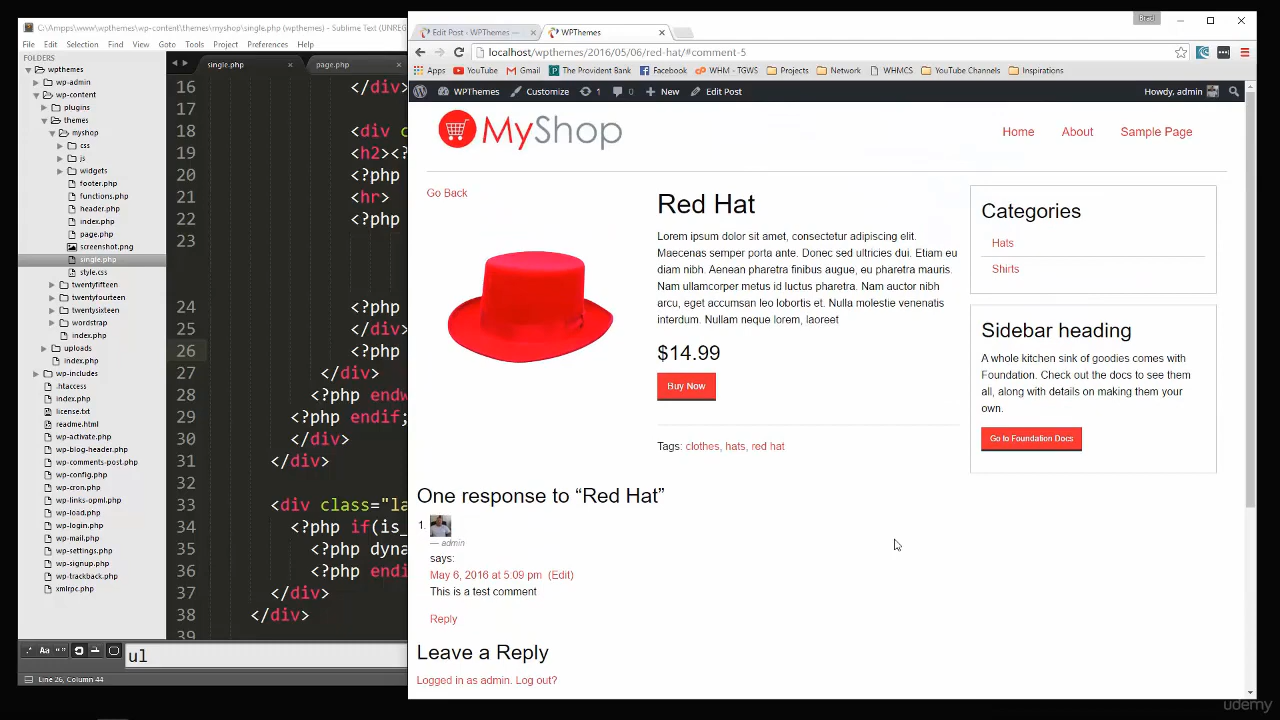 C:\Ampps\www\wpthemes\wp-content\themes\myshop\single.php (wpthemes) - Sublime Text (UNREG
File Edit Selection Find View Goto Tools Project Preferences Help
FOLDERS
wpthemes
wp-admin
wp-content
plugins
themes
myshop
css
js
widgets
footer.php
functions.php
header.php
index.php
page.php
screenshot.png
single.php
style.css
twentyfifteen
twentyfourteen
twentysixteen
wordstrap
index.php
uploads
index.php
wp-includes
.htaccess
index.php
license.txt
readme.html
wp-activate.php
wp-blog-header.php
wp-comments-post.php
wp-config.php
wp-cron.php
wp-links-opml.php
wp-load.php
wp-login.php
wp-mail.php
wp-settings.php
wp-signup.php
wp-trackback.php
xmlrpc.php
single.php page.php
16 </div>
17
18 <div c
19 <h2><?
20 <?php
21 <hr>
22 <?php
23
24 <?php
25 </div>
26 <?php
27 </div>
28 <?php endw
29 <?php endif;
30 </div>
31 </div>
32
33 <div class="la
34 <?php if(is_
35 <?php dyna
36 <?php endi
37 </div>
38 </div>
39
.* Aa "" ul
Line 26, Column 44
Edit Post ‹ WPThemes — WPThemes
Brad
localhost/wpthemes/2016/05/06/red-hat/#comment-5
Apps YouTube Gmail The Provident Bank Facebook WHM - TGWS Projects Network WHMCS YouTube Channels Inspirations
WPThemes Customize 1 0 New Edit Post Howdy, admin
MyShop
Home About Sample Page
Go Back
Red Hat
Lorem ipsum dolor sit amet, consectetur adipiscing elit.
Maecenas semper porta ante. Donec sed ultricies dui. Etiam eu
diam nibh. Aenean pharetra finibus augue, eu pharetra mauris.
Nam ullamcorper metus id luctus pharetra. Nam auctor nibh
arcu, eget accumsan leo lobortis et. Nulla molestie venenatis
interdum. Nullam neque lorem, laoreet
$14.99
Buy Now
Tags: clothes, hats, red hat
Categories
Hats
Shirts
Sidebar heading
A whole kitchen sink of goodies comes with
Foundation. Check out the docs to see them
all, along with details on making them your
own.
Go to Foundation Docs
One response to “Red Hat”
1.
— admin
says:
May 6, 2016 at 5:09 pm (Edit)
This is a test comment
Reply
Leave a Reply
Logged in as admin. Log out?
udemy